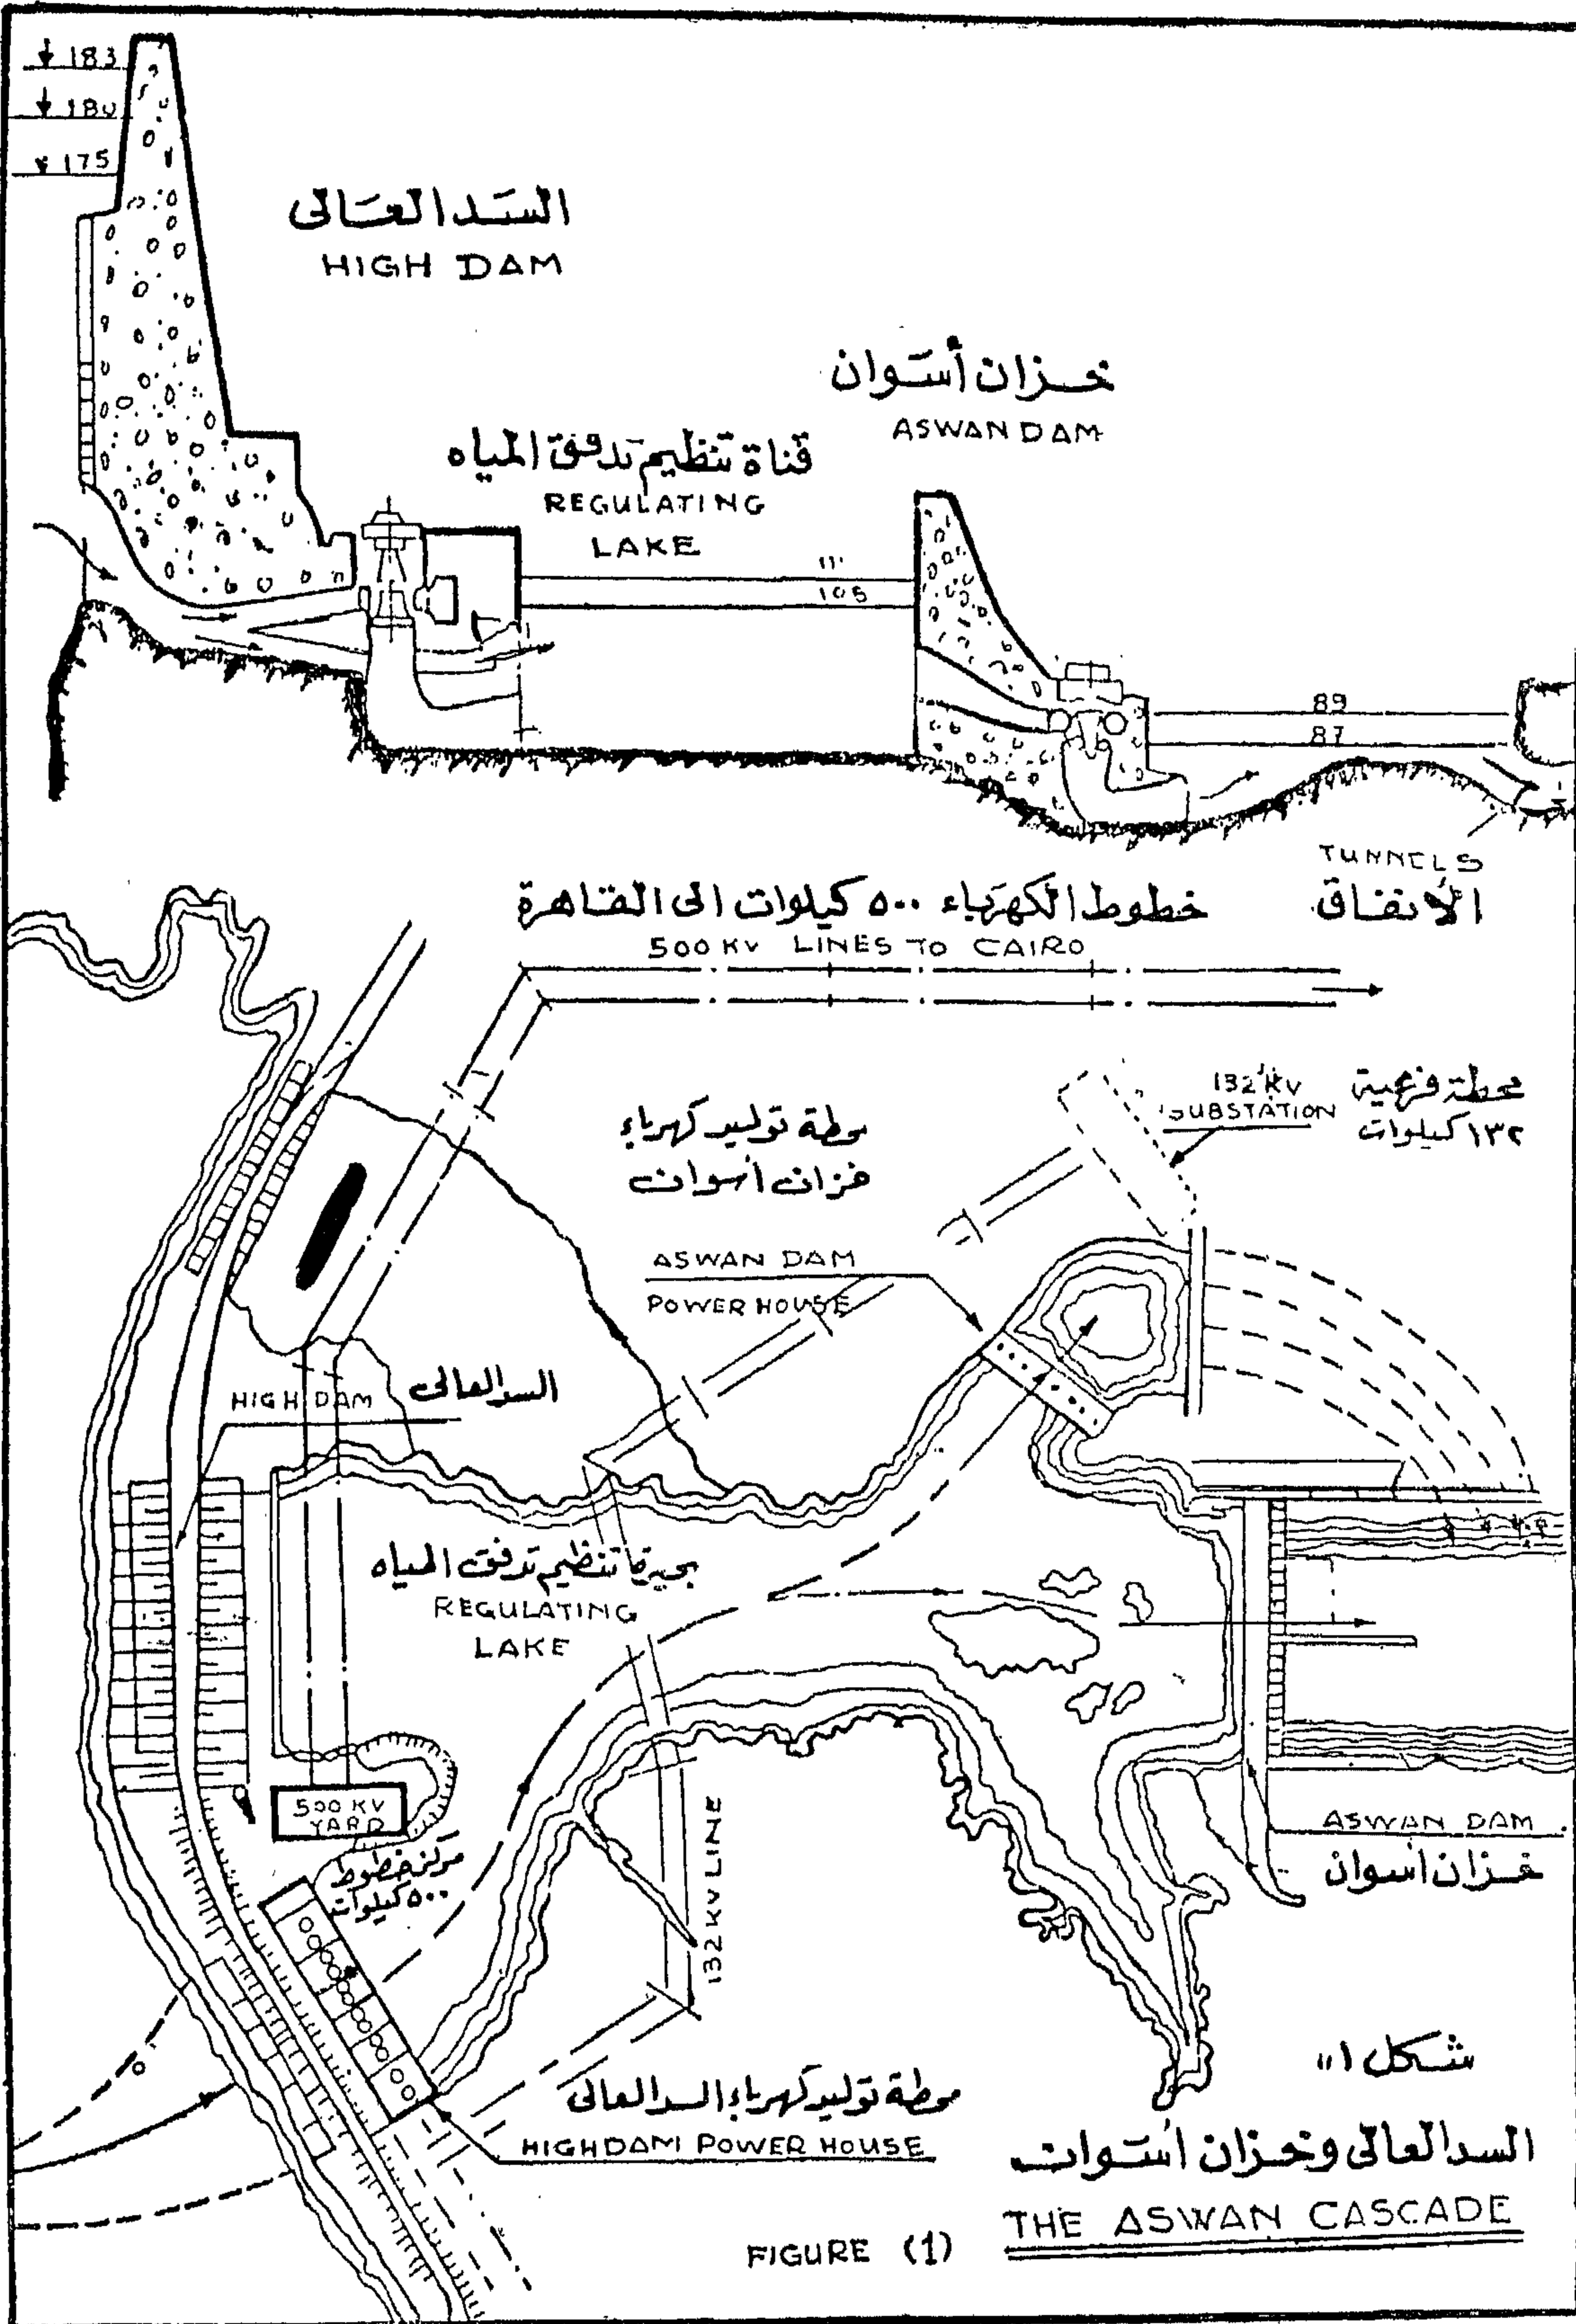 183
180
175
السد العالى
HIGH DAM
خزان أسوان
ASWAN DAM
قناة تنظيم تدفق المياه
REGULATING
LAKE
111
105
89
87
TUNNELS
الأنفاق
خطوط الكهرباء ٥٠٠ كيلوات الى القاهرة
500 KV LINES TO CAIRO
132 KV
SUBSTATION
محطة فرعية
١٣٢ كيلوات
محطة توليد كهرباء
خزان أسوان
ASWAN DAM
POWER HOUSE
HIGH DAM
السد العالى
تنظيم تدفق المياه
REGULATING
LAKE
500 KV
YARD
مركز خطوط
٥٠٠ كيلوات
132 KV LINE
ASWAN DAM
خزان أسوان
محطة توليد كهرباء السد العالى
HIGH DAM POWER HOUSE
شكل "١"
السد العالى وخزان أسوان
THE ASWAN CASCADE
FIGURE (1)